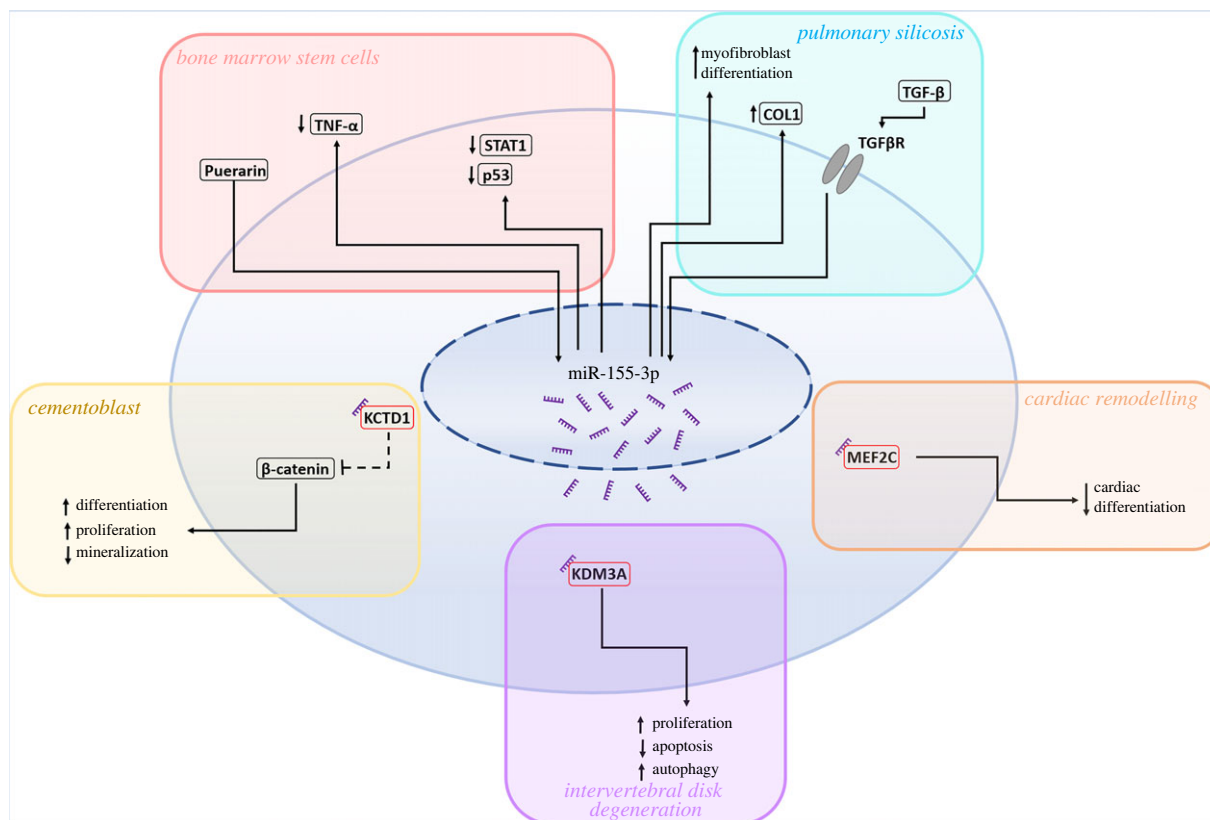 bone marrow stem cells
TNF-α
STAT1
p53
Puerarin
pulmonary silicosis
myofibroblast
differentiation
COL1
TGF-β
TGFβR
miR-155-3p
cementoblast
KCTD1
β-catenin
differentiation
proliferation
mineralization
cardiac remodelling
MEF2C
cardiac
differentiation
KDM3A
proliferation
apoptosis
autophagy
intervertebral disk
degeneration